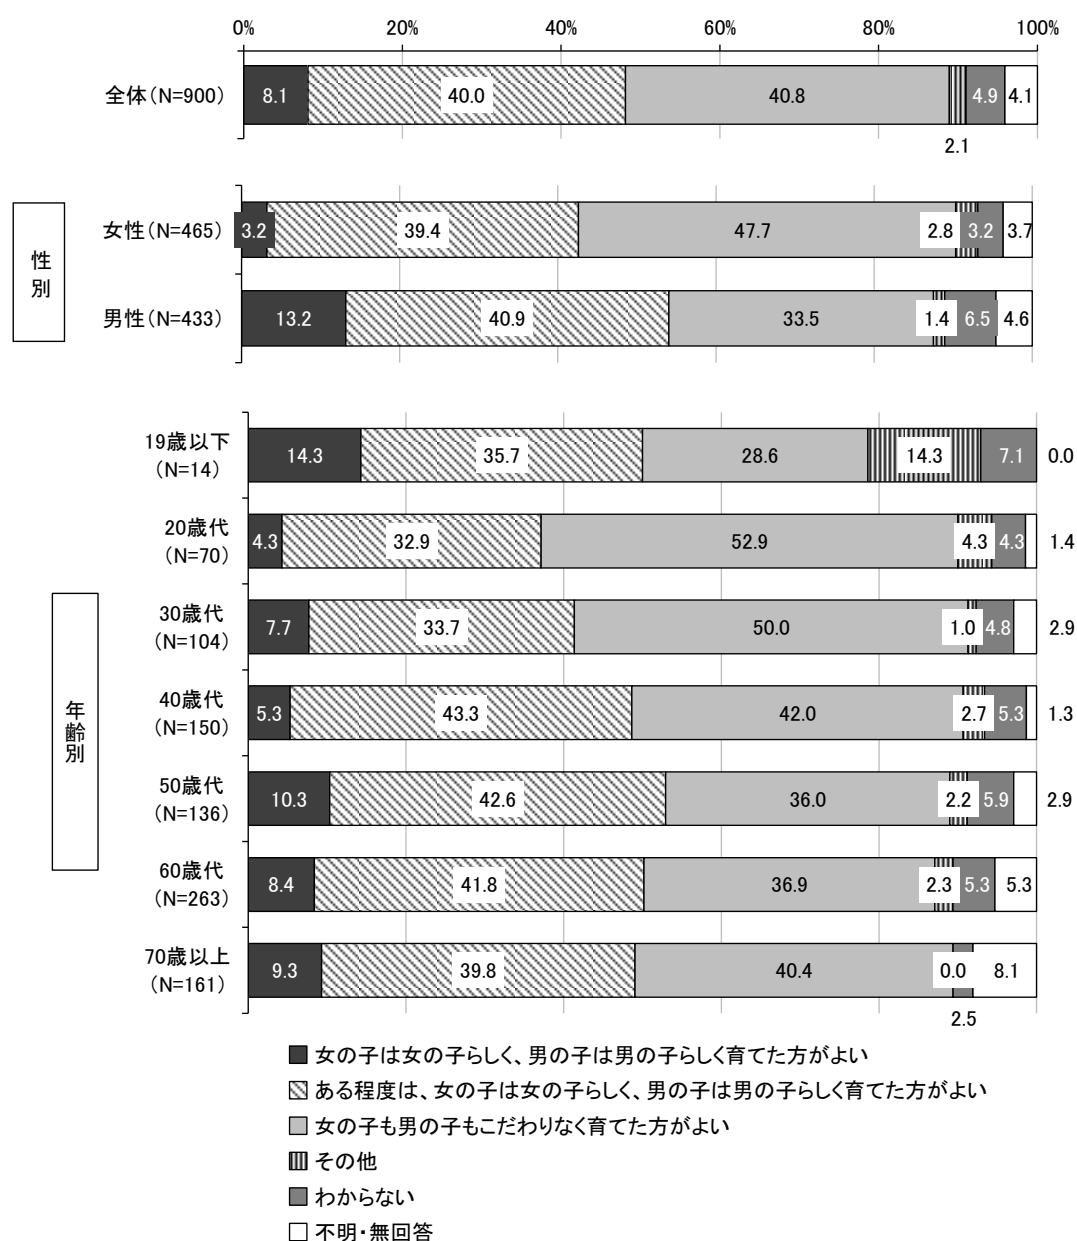 0% 20% 40% 60% 80% 100%
全体(N=900) 8.1 40.0 40.8 4.9 4.1
2.1
性別
女性(N=465) 3.2 39.4 47.7 2.8 3.2 3.7
男性(N=433) 13.2 40.9 33.5 1.4 6.5 4.6
年齢別
19歳以下
(N=14) 14.3 35.7 28.6 14.3 7.1 0.0
20歳代
(N=70) 4.3 32.9 52.9 4.3 4.3 1.4
30歳代
(N=104) 7.7 33.7 50.0 1.0 4.8 2.9
40歳代
(N=150) 5.3 43.3 42.0 2.7 5.3 1.3
50歳代
(N=136) 10.3 42.6 36.0 2.2 5.9 2.9
60歳代
(N=263) 8.4 41.8 36.9 2.3 5.3 5.3
70歳以上
(N=161) 9.3 39.8 40.4 0.0 8.1
2.5
女の子は女の子らしく、男の子は男の子らしく育てた方がよい
ある程度は、女の子は女の子らしく、男の子は男の子らしく育てた方がよい
女の子も男の子もこだわりなく育てた方がよい
その他
わからない
不明・無回答